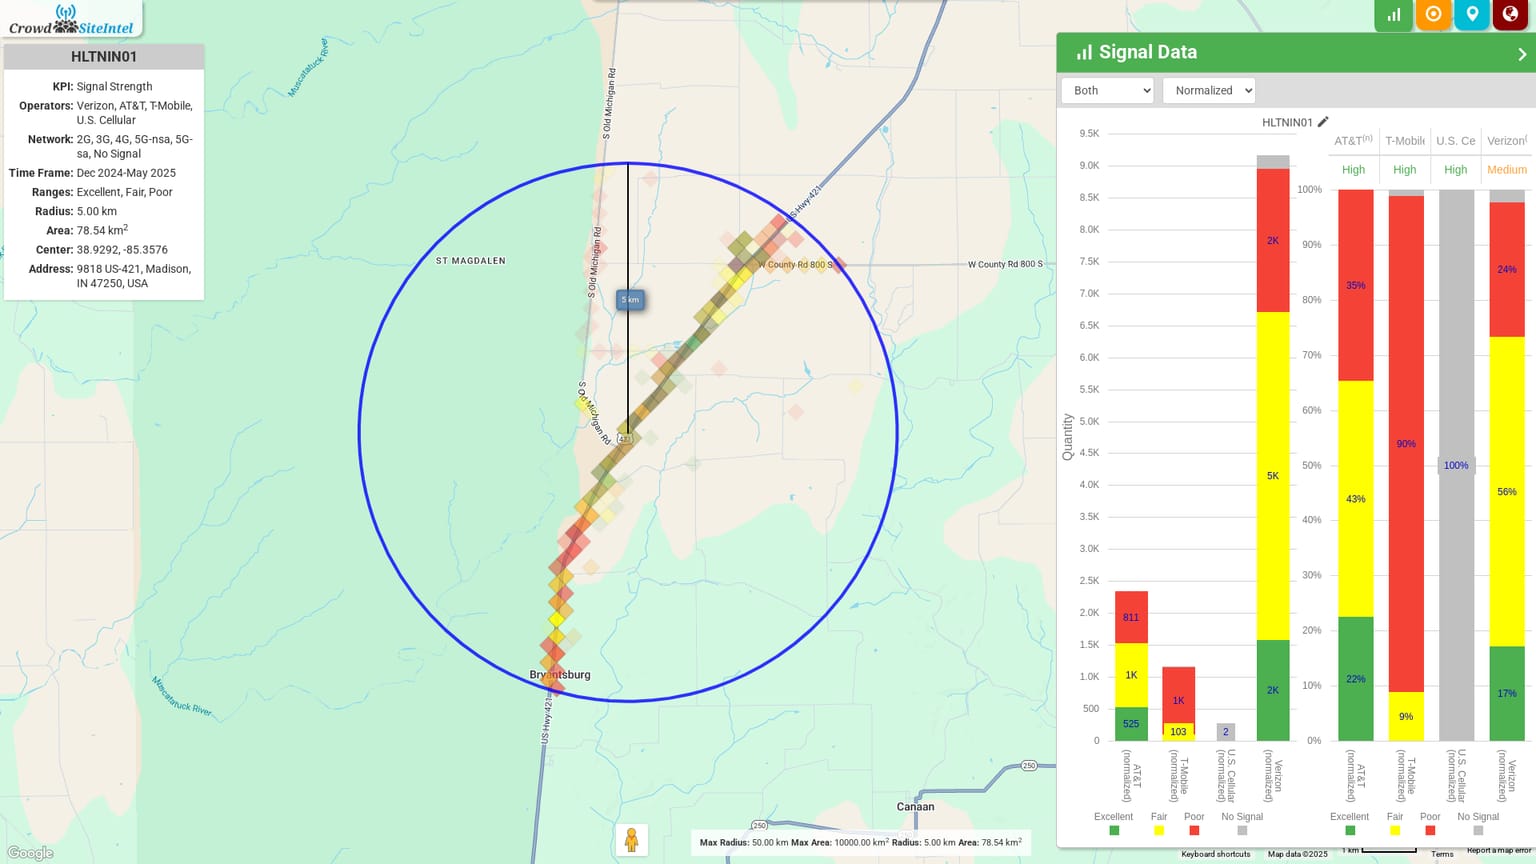 Crowd SiteIntel
HLTNIN01
KPI: Signal Strength
Operators: Verizon, AT&T, T-Mobile,
U.S. Cellular
Network: 2G, 3G, 4G, 5G-nsa, 5G-
sa, No Signal
Time Frame: Dec 2024-May 2025
Ranges: Excellent, Fair, Poor
Radius: 5.00 km
Area: 78.54 km²
Center: 38.9292, -85.3576
Address: 9818 US-421, Madison,
IN 47250, USA
Muscatatuck River
S Old Michigan Rd
US Hwy 421
ST MAGDALEN
S Old Michigan Rd
W County Rd 800 S
W County Rd 800 S
5 km
S Old Michigan Rd
421
Bryantsburg
Muscatatuck River
US Hwy 421
250
Canaan
250
Google
Max Radius: 50.00 km Max Area: 10000.00 km² Radius: 5.00 km Area: 78.54 km²
Signal Data
Both
Normalized
HLTNIN01
9.5K
9.0K
8.5K
8.0K
7.5K
7.0K
6.5K
6.0K
5.5K
5.0K
4.5K
4.0K
3.5K
3.0K
2.5K
2.0K
1.5K
1.0K
500
0
Quantity
811
1K
525
1K
103
2
2K
5K
2K
AT&T
(normalized)
T-Mobile
(normalized)
U.S. Cellular
(normalized)
Verizon
(normalized)
Excellent Fair Poor No Signal
AT&T(n) T-Mobile U.S. Ce Verizon(
High High High Medium
100%
90%
80%
70%
60%
50%
40%
30%
20%
10%
0%
35%
43%
22%
90%
9%
100%
24%
56%
17%
AT&T
(normalized)
T-Mobile
(normalized)
U.S. Cellular
(normalized)
Verizon
(normalized)
Excellent Fair Poor No Signal
Keyboard shortcuts Map data ©2025 1 km Terms Report a map error